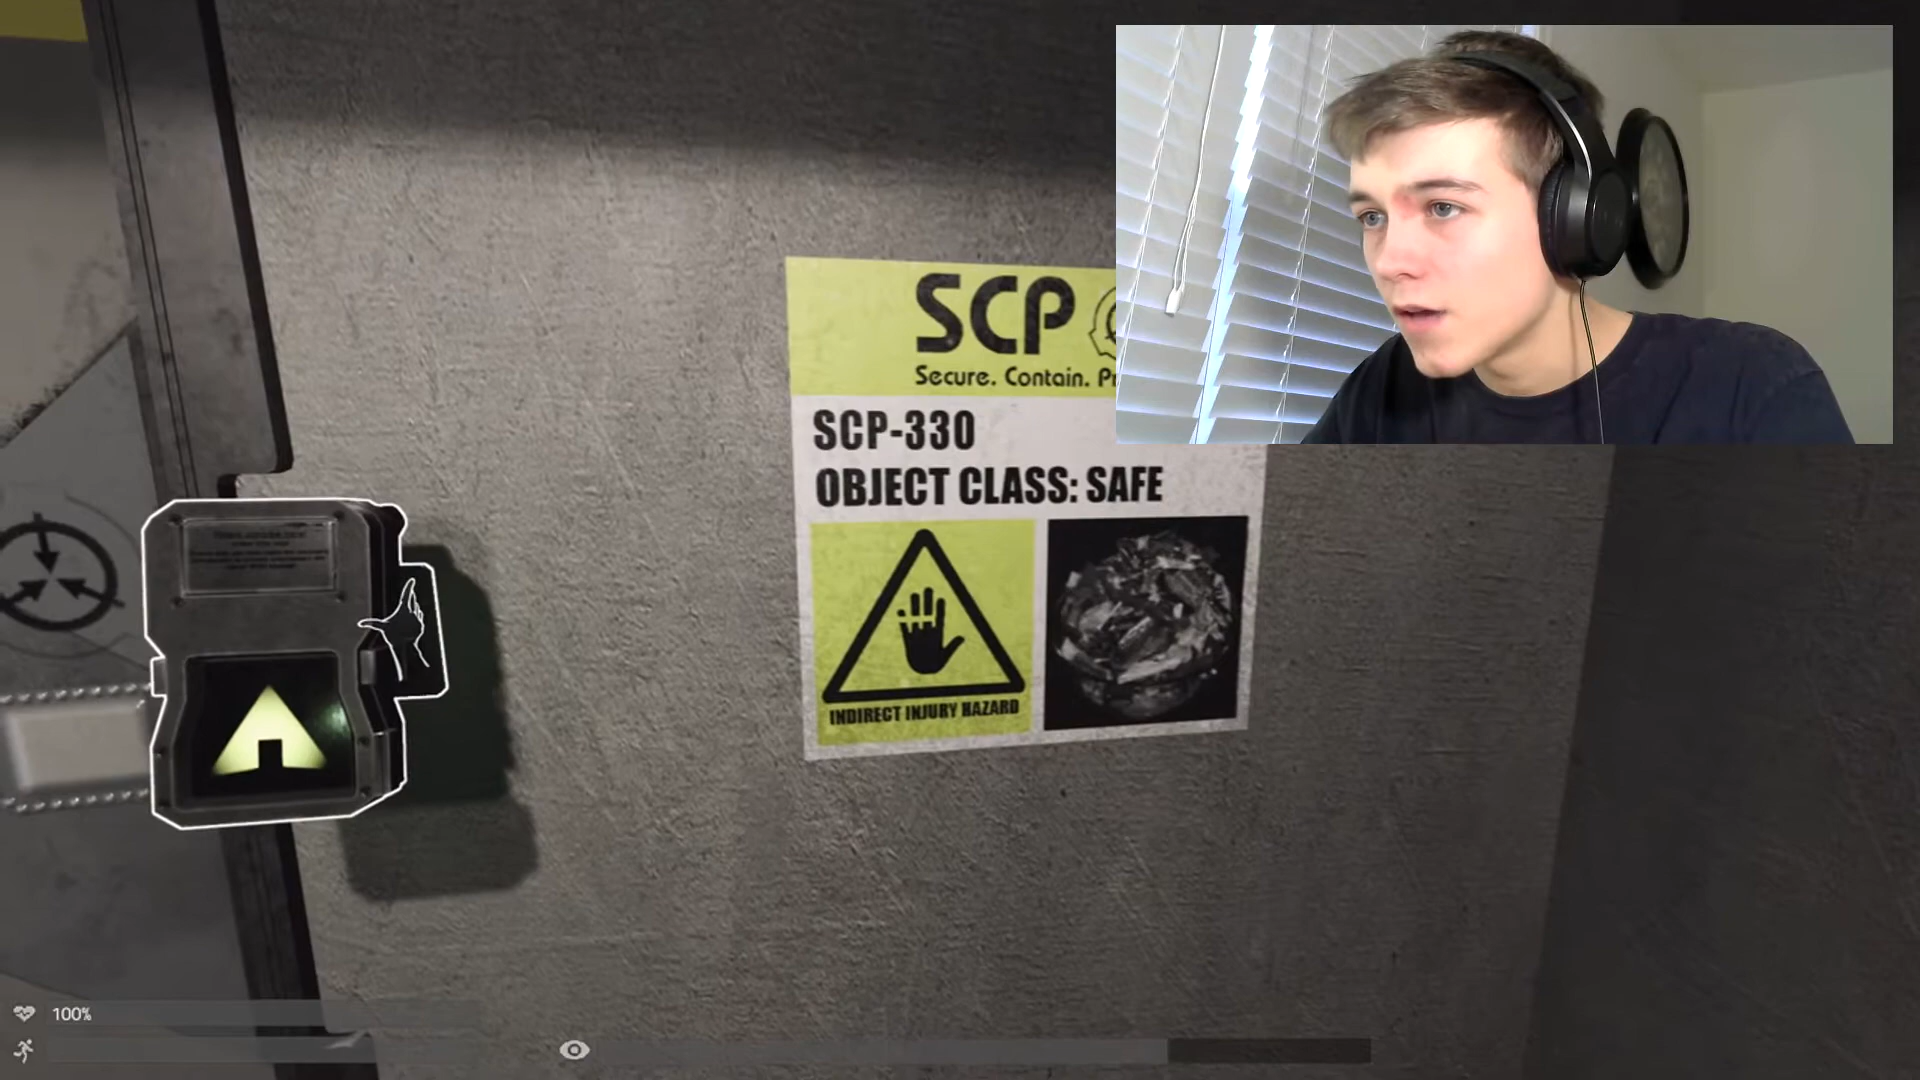 SCP
Secure. Contain. Pr
SCP-330
OBJECT CLASS: SAFE
INDIRECT INJURY HAZARD
100%